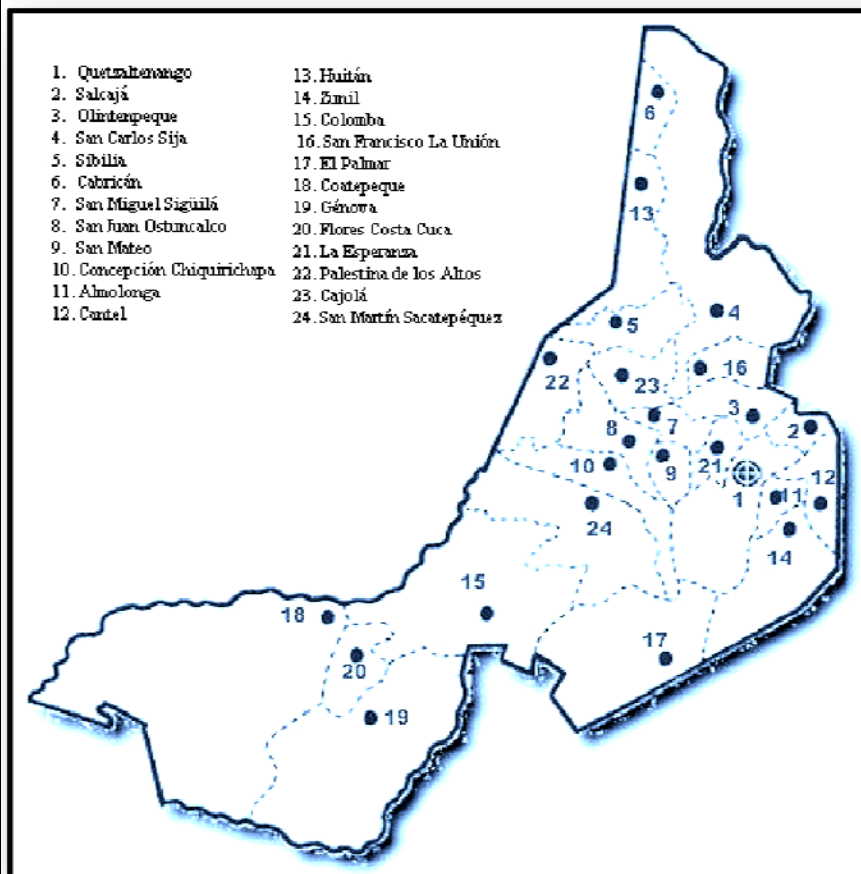 1. Quetzaltenango
2. Salcajá
3. Olintepeque
4. San Carlos Sija
5. Sibilia
6. Cabricán
7. San Miguel Sigüilá
8. San Juan Ostuncalco
9. San Mateo
10. Concepción Chiquirichapa
11. Almolonga
12. Cantel
13. Huitán
14. Zunil
15. Colomba
16. San Francisco La Unión
17. El Palmar
18. Coatepeque
19. Génova
20. Flores Costa Cuca
21. La Esperanza
22. Palestina de los Altos
23. Cajolá
24. San Martín Sacatepéquez
6
13
4
5
22
23
16
3
7
2
8
21
10
9
12
1
11
24
14
15
18
17
20
19